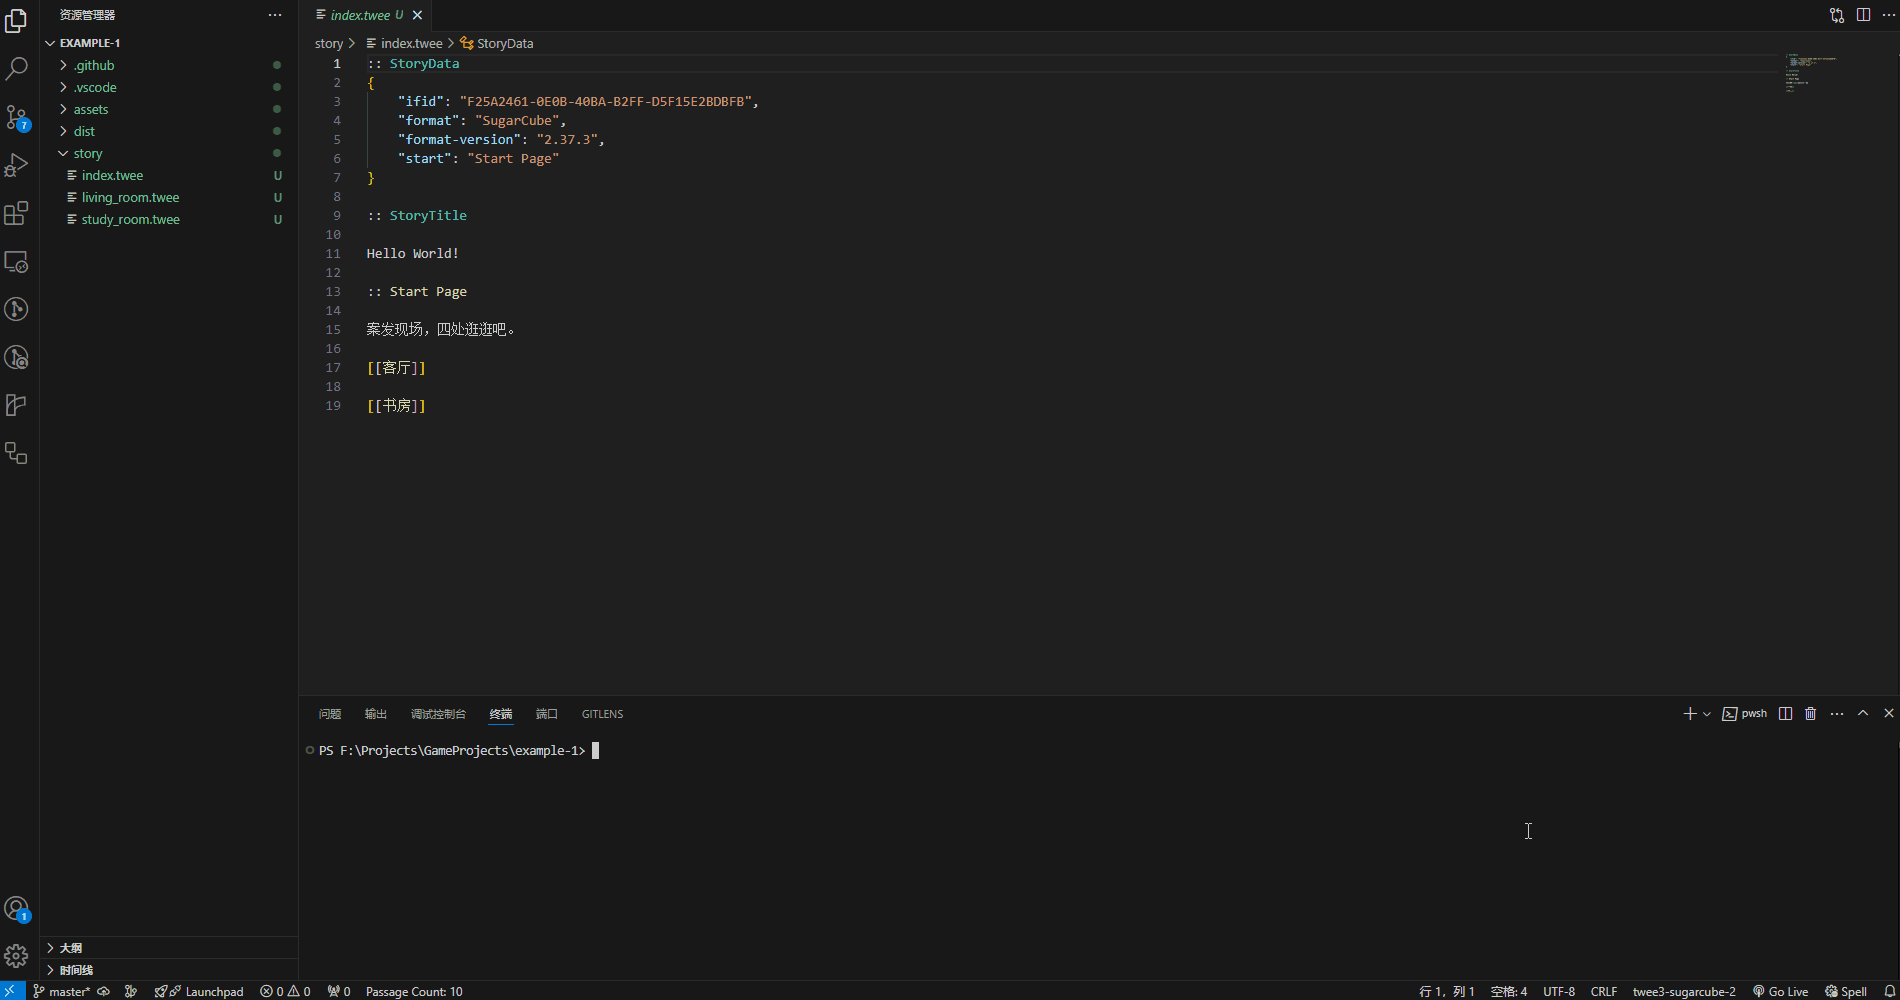 资源管理器
EXAMPLE-1
.github
.vscode
assets
dist
story
index.twee U
living_room.twee U
study_room.twee U
大纲
时间线
7
1
index.twee U
story > index.twee > StoryData
1 :: StoryData
2 {
3 "ifid": "F25A2461-0E0B-40BA-B2FF-D5F15E2BDBFB",
4 "format": "SugarCube",
5 "format-version": "2.37.3",
6 "start": "Start Page"
7 }
8
9 :: StoryTitle
10
11 Hello World!
12
13 :: Start Page
14
15 案发现场，四处逛逛吧。
16
17 [[客厅]]
18
19 [[书房]]
问题 输出 调试控制台 终端 端口 GITLENS
pwsh
PS F:\Projects\GameProjects\example-1>
master* Launchpad 0 0 0 Passage Count: 10
行 1，列 1 空格: 4 UTF-8 CRLF twee3-sugarcube-2 Go Live Spell